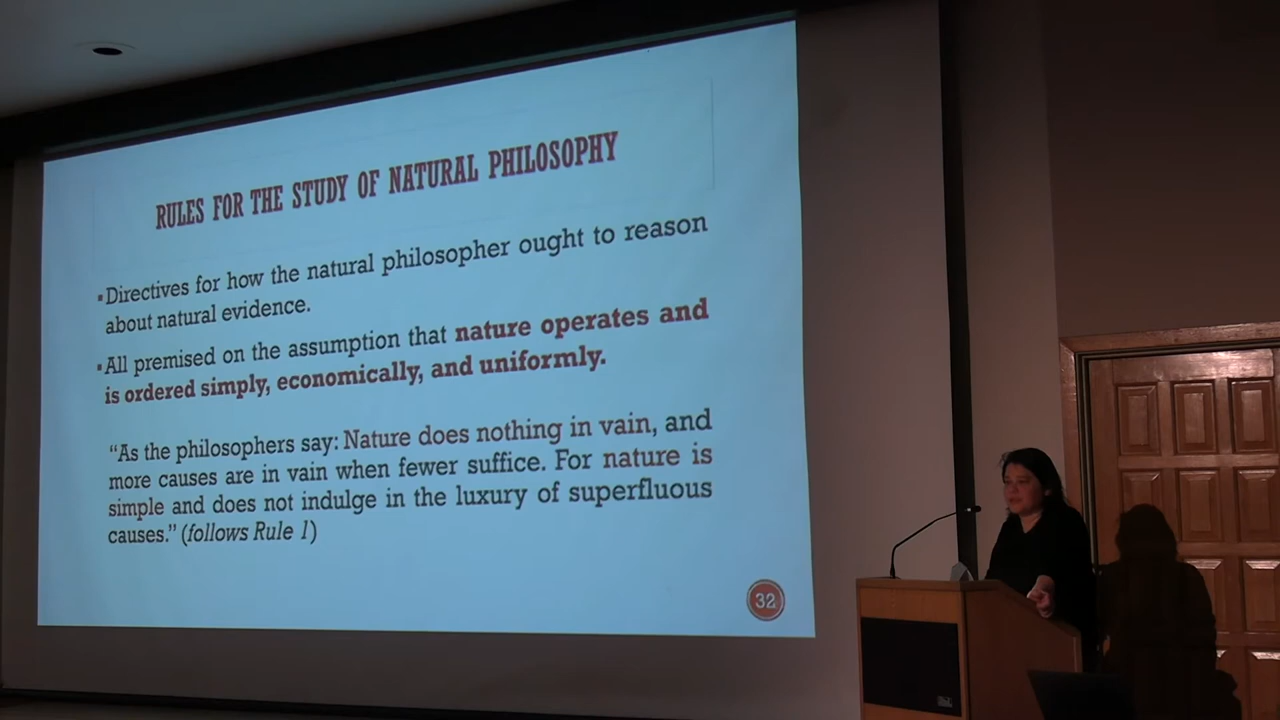 RULES FOR THE STUDY OF NATURAL PHILOSOPHY
▪Directives for how the natural philosopher ought to reason
about natural evidence.
▪All premised on the assumption that nature operates and
is ordered simply, economically, and uniformly.
“As the philosophers say: Nature does nothing in vain, and
more causes are in vain when fewer suffice. For nature is
simple and does not indulge in the luxury of superfluous
causes.” (follows Rule 1)
32